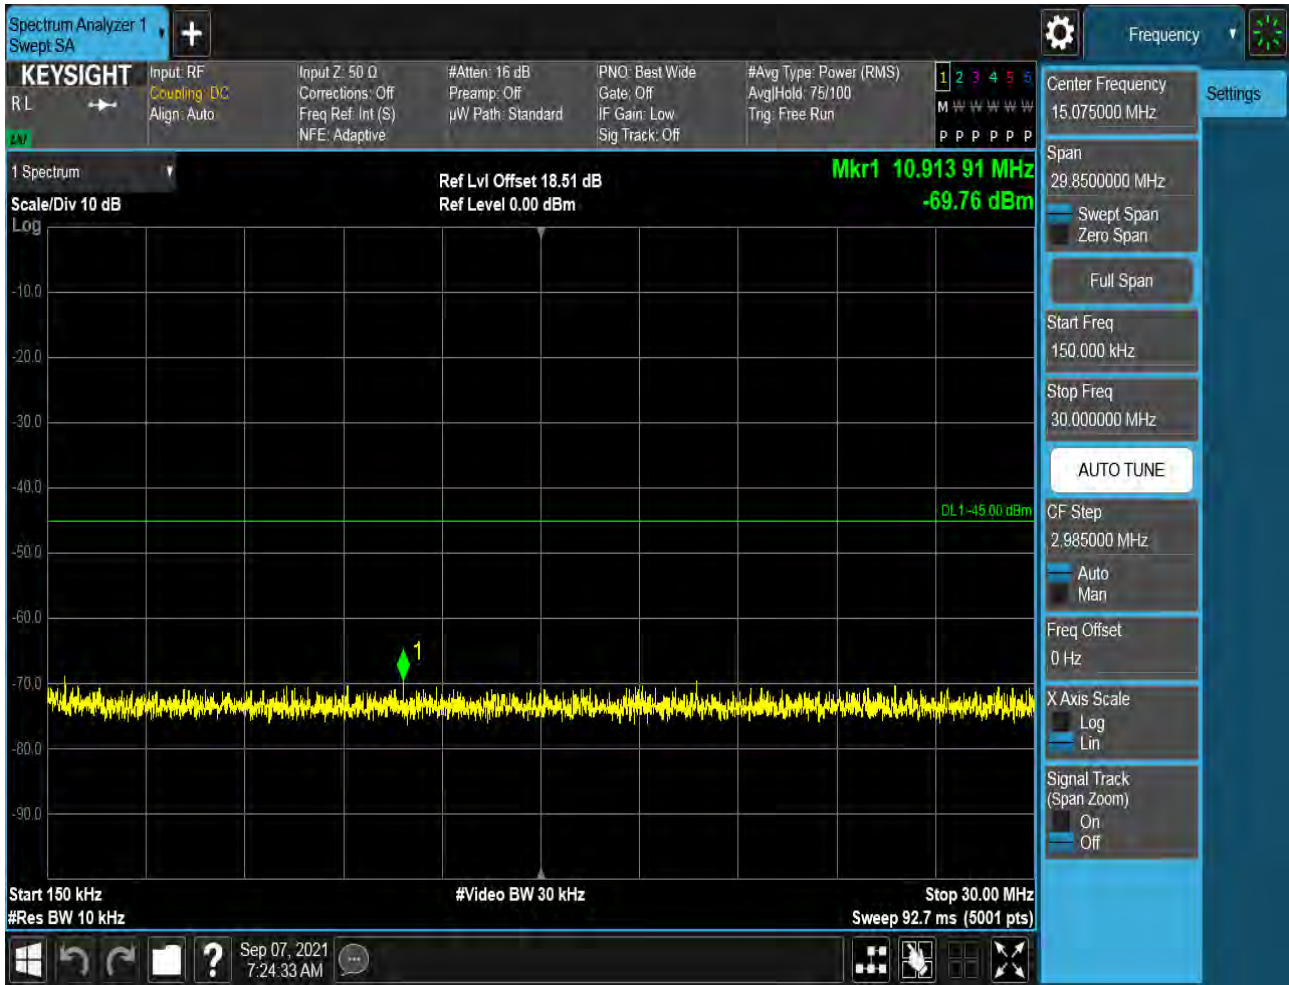 Spectrum Analyzer 1
Swept SA
Frequency
KEYSIGHT
R L
LNI
Input: RF
Coupling: DC
Align: Auto
Input Z: 50 Ω
Corrections: Off
Freq Ref: Int (S)
NFE: Adaptive
#Atten: 16 dB
Preamp: Off
µW Path: Standard
PNO: Best Wide
Gate: Off
IF Gain: Low
Sig Track: Off
#Avg Type: Power (RMS)
Avg|Hold: 75/100
Trig: Free Run
1 2 3 4 5 6
M W W W W W
P P P P P P
1 Spectrum
Scale/Div 10 dB
Log
Ref Lvl Offset 18.51 dB
Ref Level 0.00 dBm
Mkr1 10.913 91 MHz
-69.76 dBm
-10.0
-20.0
-30.0
-40.0
DL1 -45.00 dBm
-50.0
-60.0
1
-70.0
-80.0
-90.0
Start 150 kHz
#Video BW 30 kHz
Stop 30.00 MHz
#Res BW 10 kHz
Sweep 92.7 ms (5001 pts)
Center Frequency
15.075000 MHz
Settings
Span
29.8500000 MHz
Swept Span
Zero Span
Full Span
Start Freq
150.000 kHz
Stop Freq
30.000000 MHz
AUTO TUNE
CF Step
2.985000 MHz
Auto
Man
Freq Offset
0 Hz
X Axis Scale
Log
Lin
Signal Track
(Span Zoom)
On
Off
Sep 07, 2021
7:24:33 AM